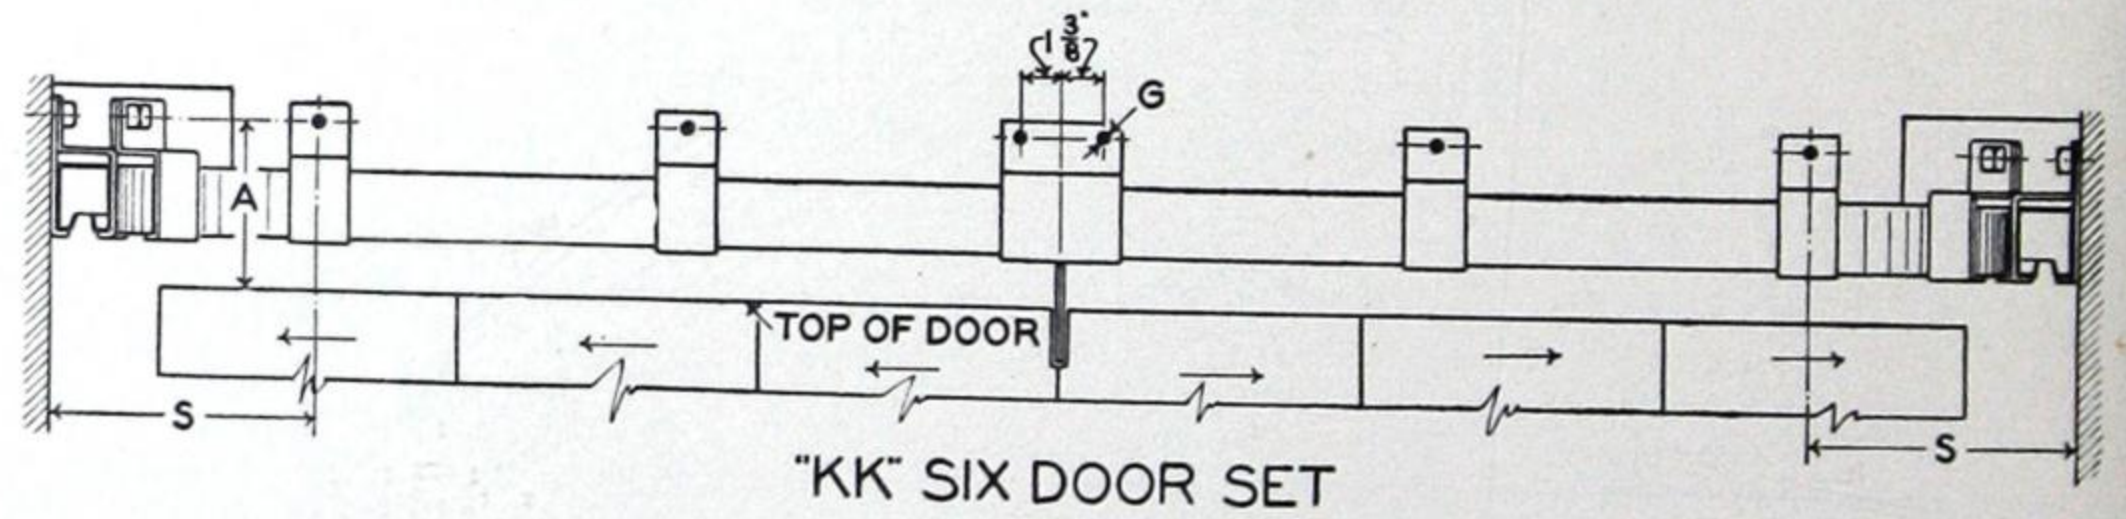 1 3/8"
G
A
TOP OF DOOR
S
S
"KK" SIX DOOR SET